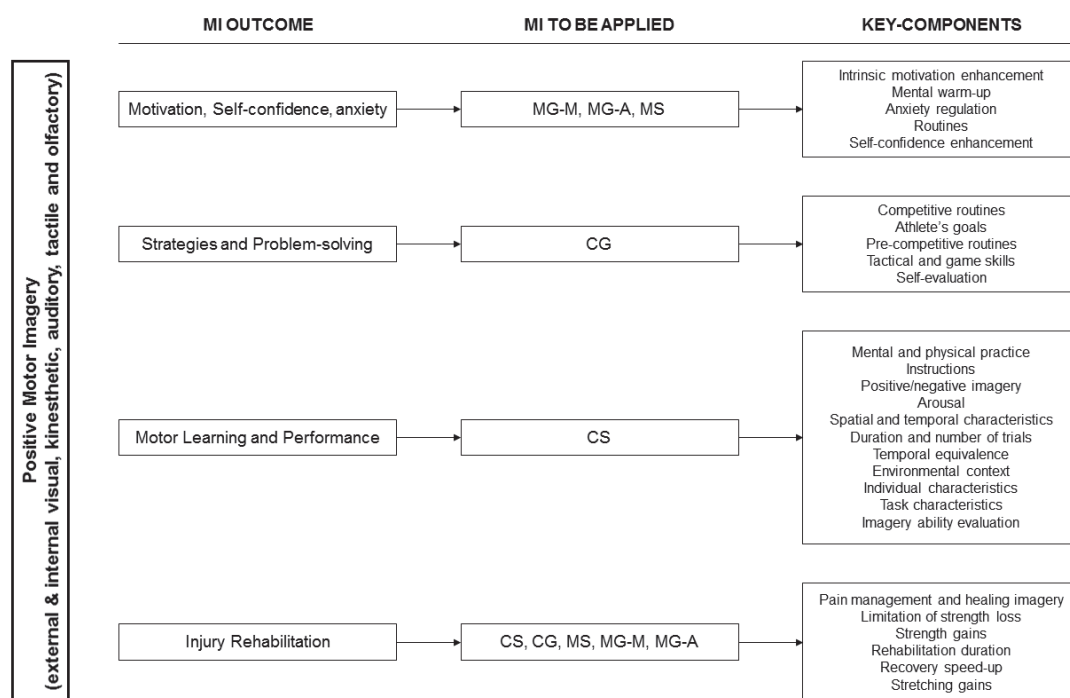 MI OUTCOME
MI TO BE APPLIED
KEY-COMPONENTS
Positive Motor Imagery
(external & internal visual, kinesthetic, auditory, tactile and olfactory)
Motivation, Self-confidence, anxiety
MG-M, MG-A, MS
Intrinsic motivation enhancement
Mental warm-up
Anxiety regulation
Routines
Self-confidence enhancement
Strategies and Problem-solving
CG
Competitive routines
Athlete's goals
Pre-competitive routines
Tactical and game skills
Self-evaluation
Motor Learning and Performance
CS
Mental and physical practice
Instructions
Positive/negative imagery
Arousal
Spatial and temporal characteristics
Duration and number of trials
Temporal equivalence
Environmental context
Individual characteristics
Task characteristics
Imagery ability evaluation
Injury Rehabilitation
CS, CG, MS, MG-M, MG-A
Pain management and healing imagery
Limitation of strength loss
Strength gains
Rehabilitation duration
Recovery speed-up
Stretching gains